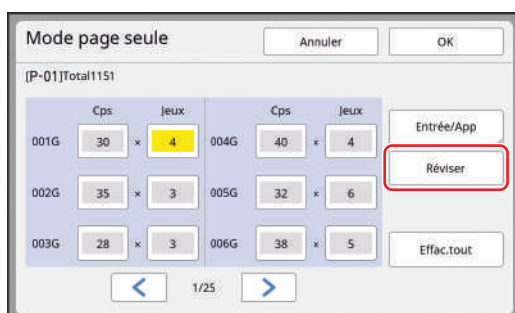 Mode page seule Annuler OK
[P-01]Total1151
Cps Jeux Cps Jeux
001G 30 × 4 004G 40 × 4 Entrée/App
Réviser
002G 35 × 3 005G 32 × 6
003G 28 × 3 006G 38 × 5 Effac.tout
1/25